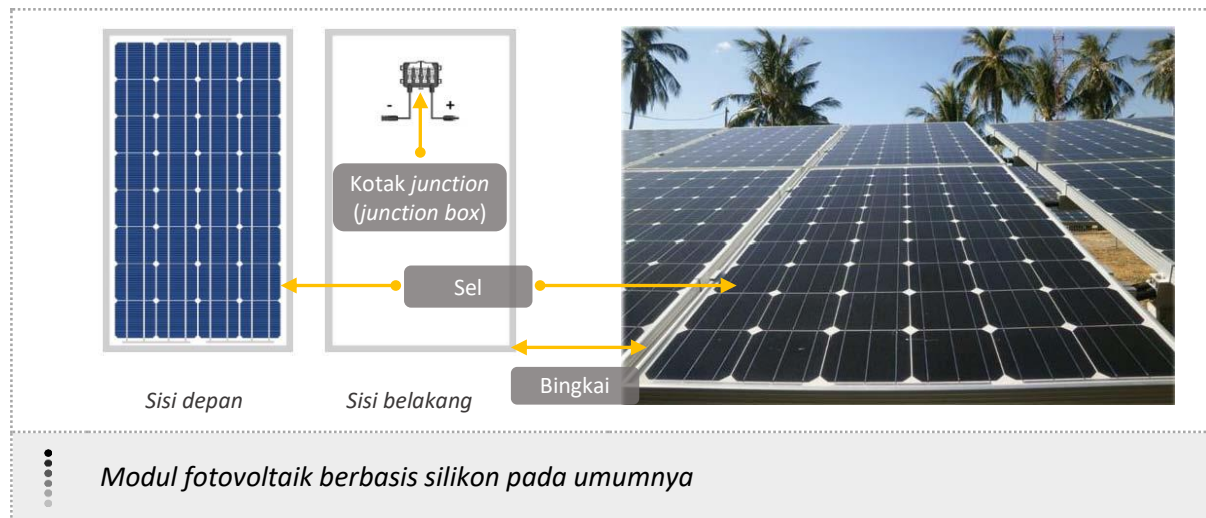 - +
Kotak junction
(junction box)
Sel
Bingkai
Sisi depan
Sisi belakang
Modul fotovoltaik berbasis silikon pada umumnya